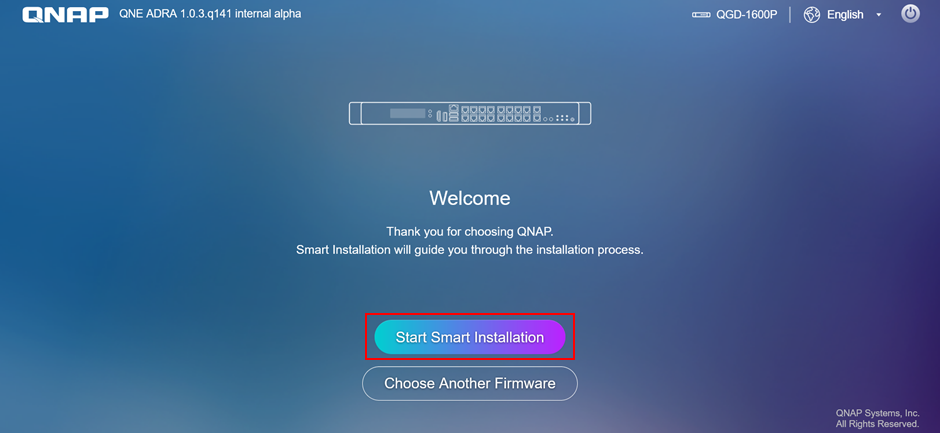 QNAP QNE ADRA 1.0.3.q141 internal alpha QGD-1600P English
Welcome
Thank you for choosing QNAP.
Smart Installation will guide you through the installation process.
Start Smart Installation
Choose Another Firmware
QNAP Systems, Inc.
All Rights Reserved.